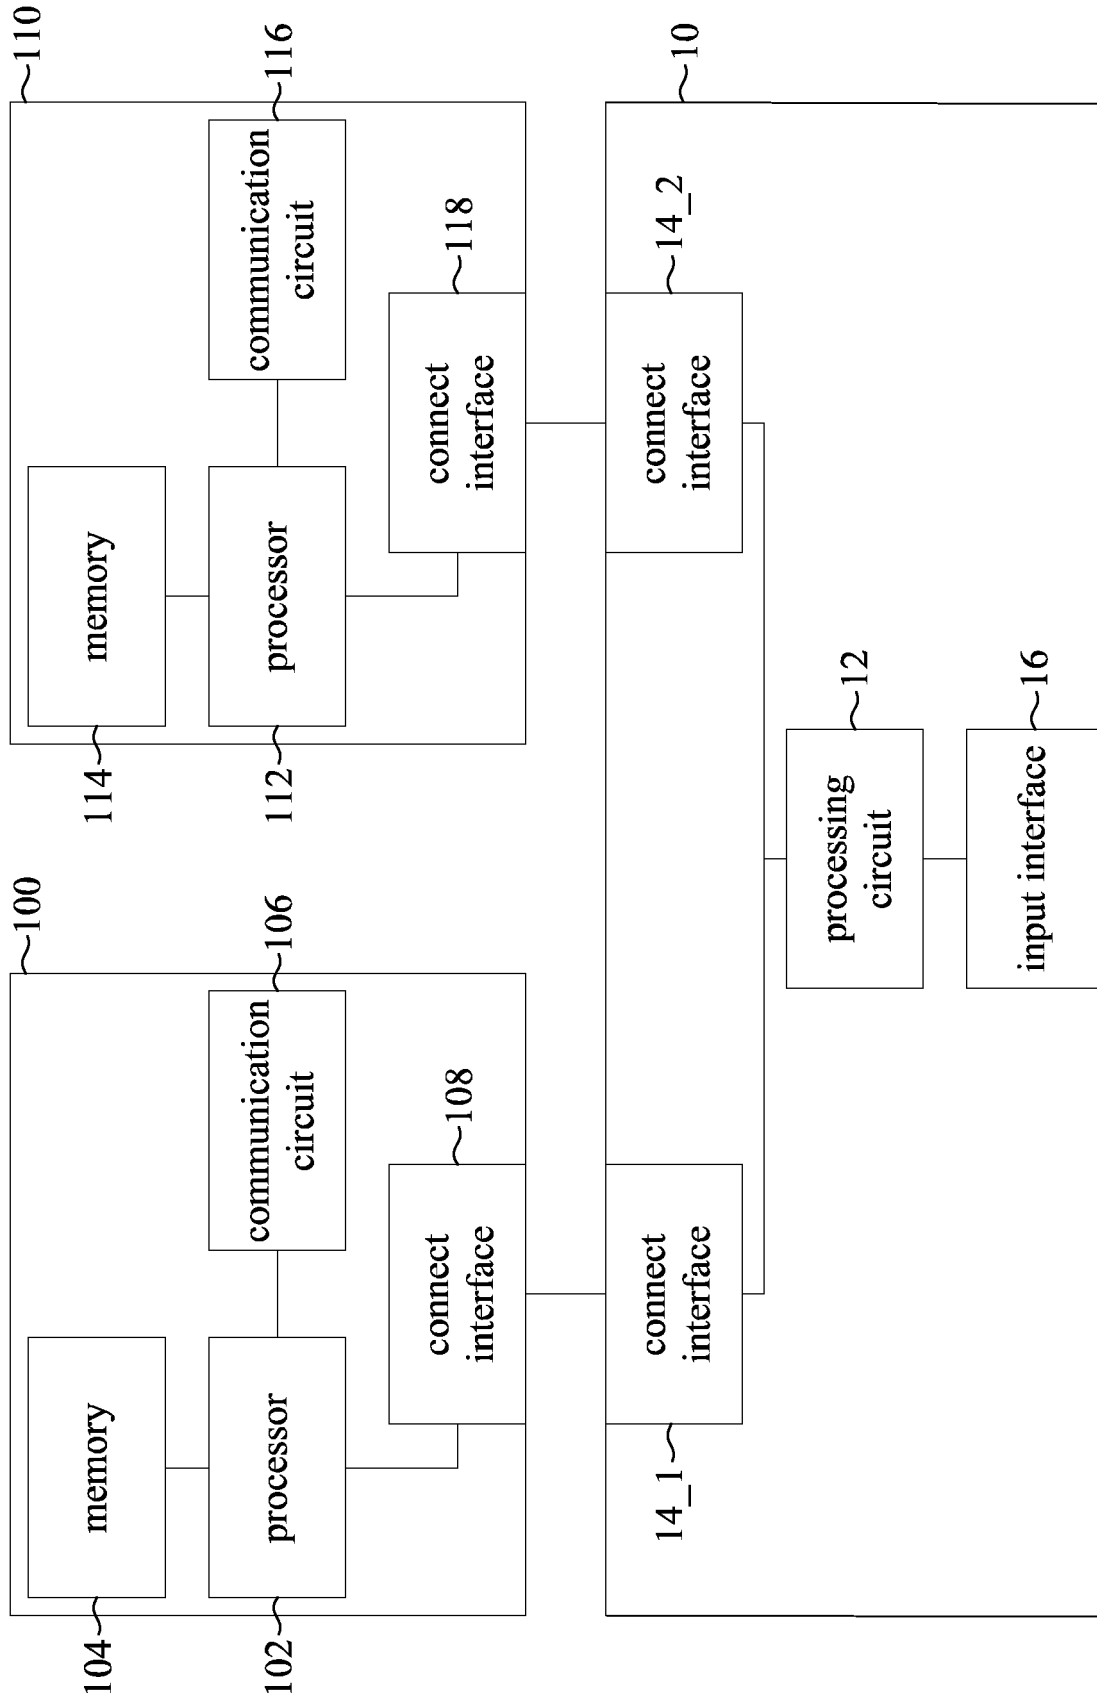 100
110
104
memory
114
memory
102
processor
communication
circuit
106
112
processor
communication
circuit
116
connect
interface
108
connect
interface
118
14_1
connect
interface
connect
interface
14_2
10
processing
circuit
12
input interface
16